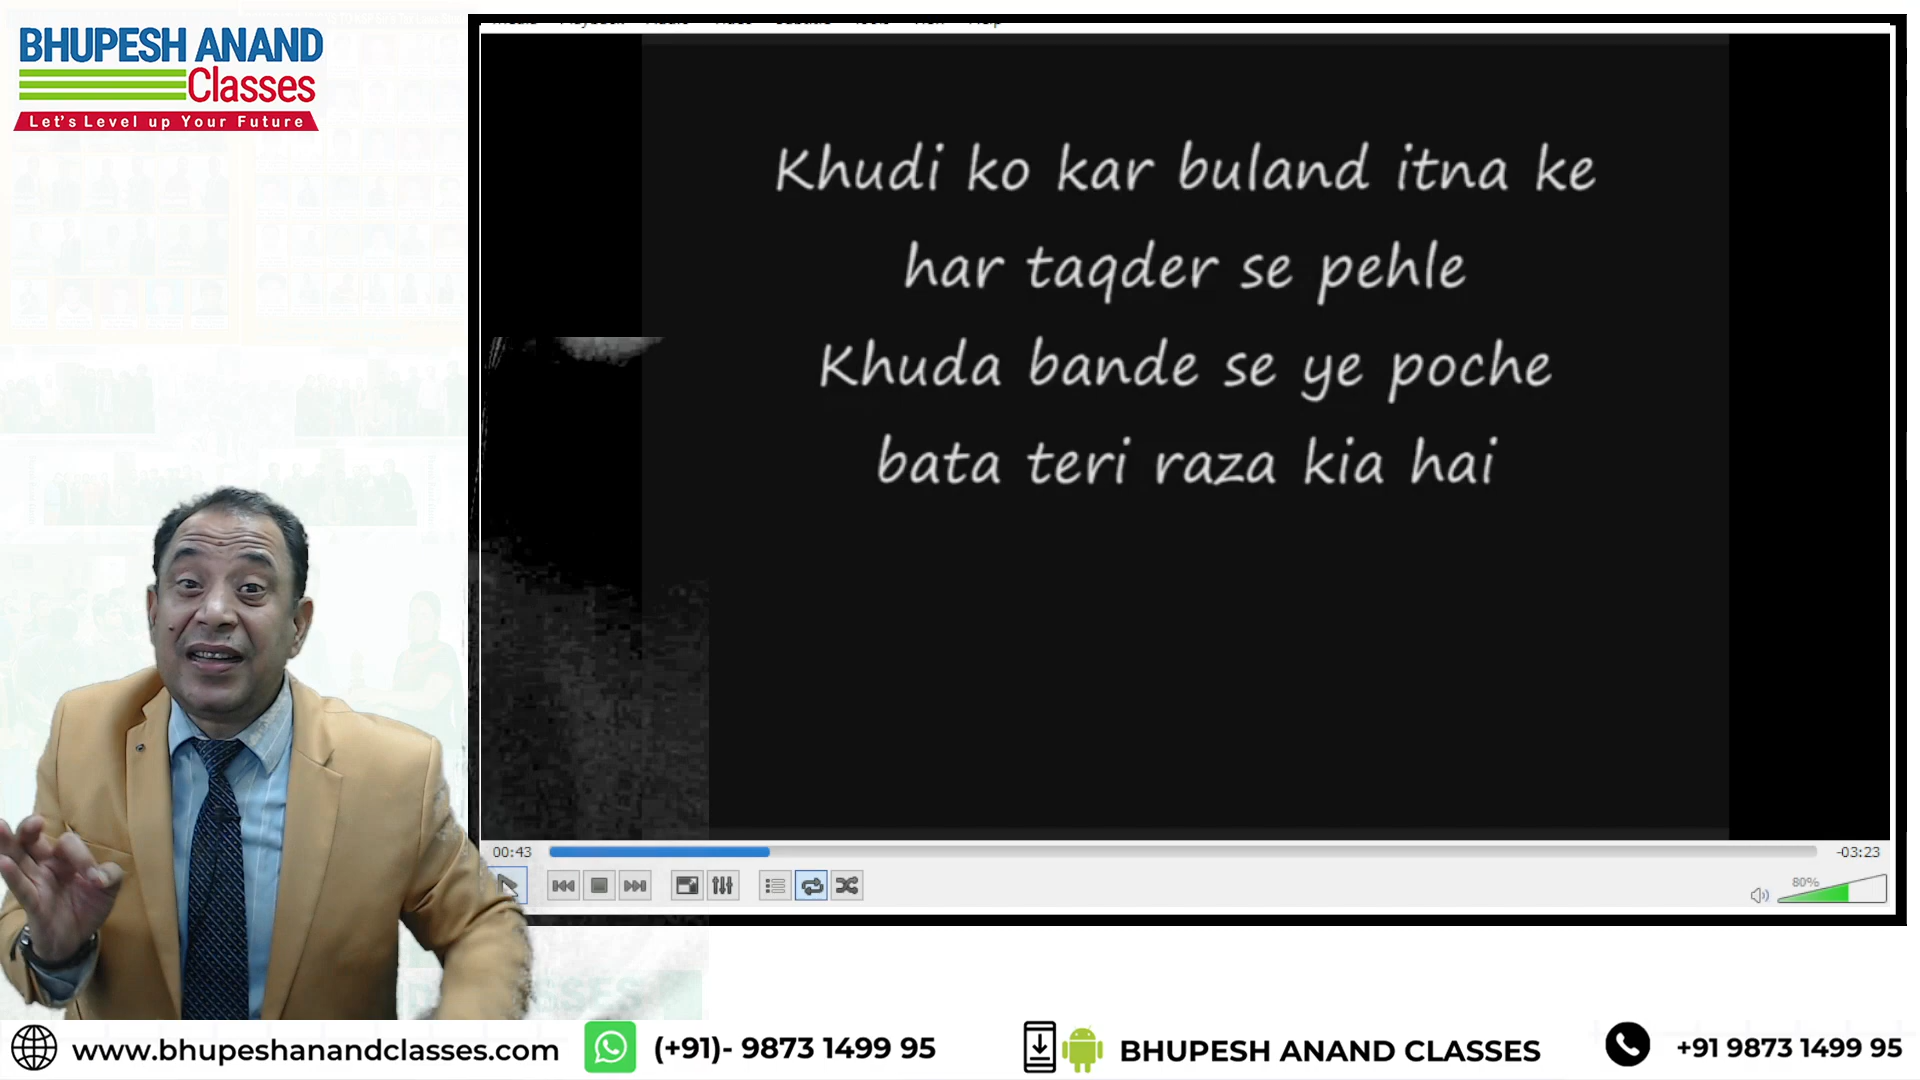 BHUPESH ANAND
Classes
Let's Level up Your Future
Khudi ko kar buland itna ke
har taqder se pehle
Khuda bande se ye poche
bata teri raza kia hai
00:43
-03:23
80%
www.bhupeshanandclasses.com
(+91)- 9873 1499 95
BHUPESH ANAND CLASSES
+91 9873 1499 95